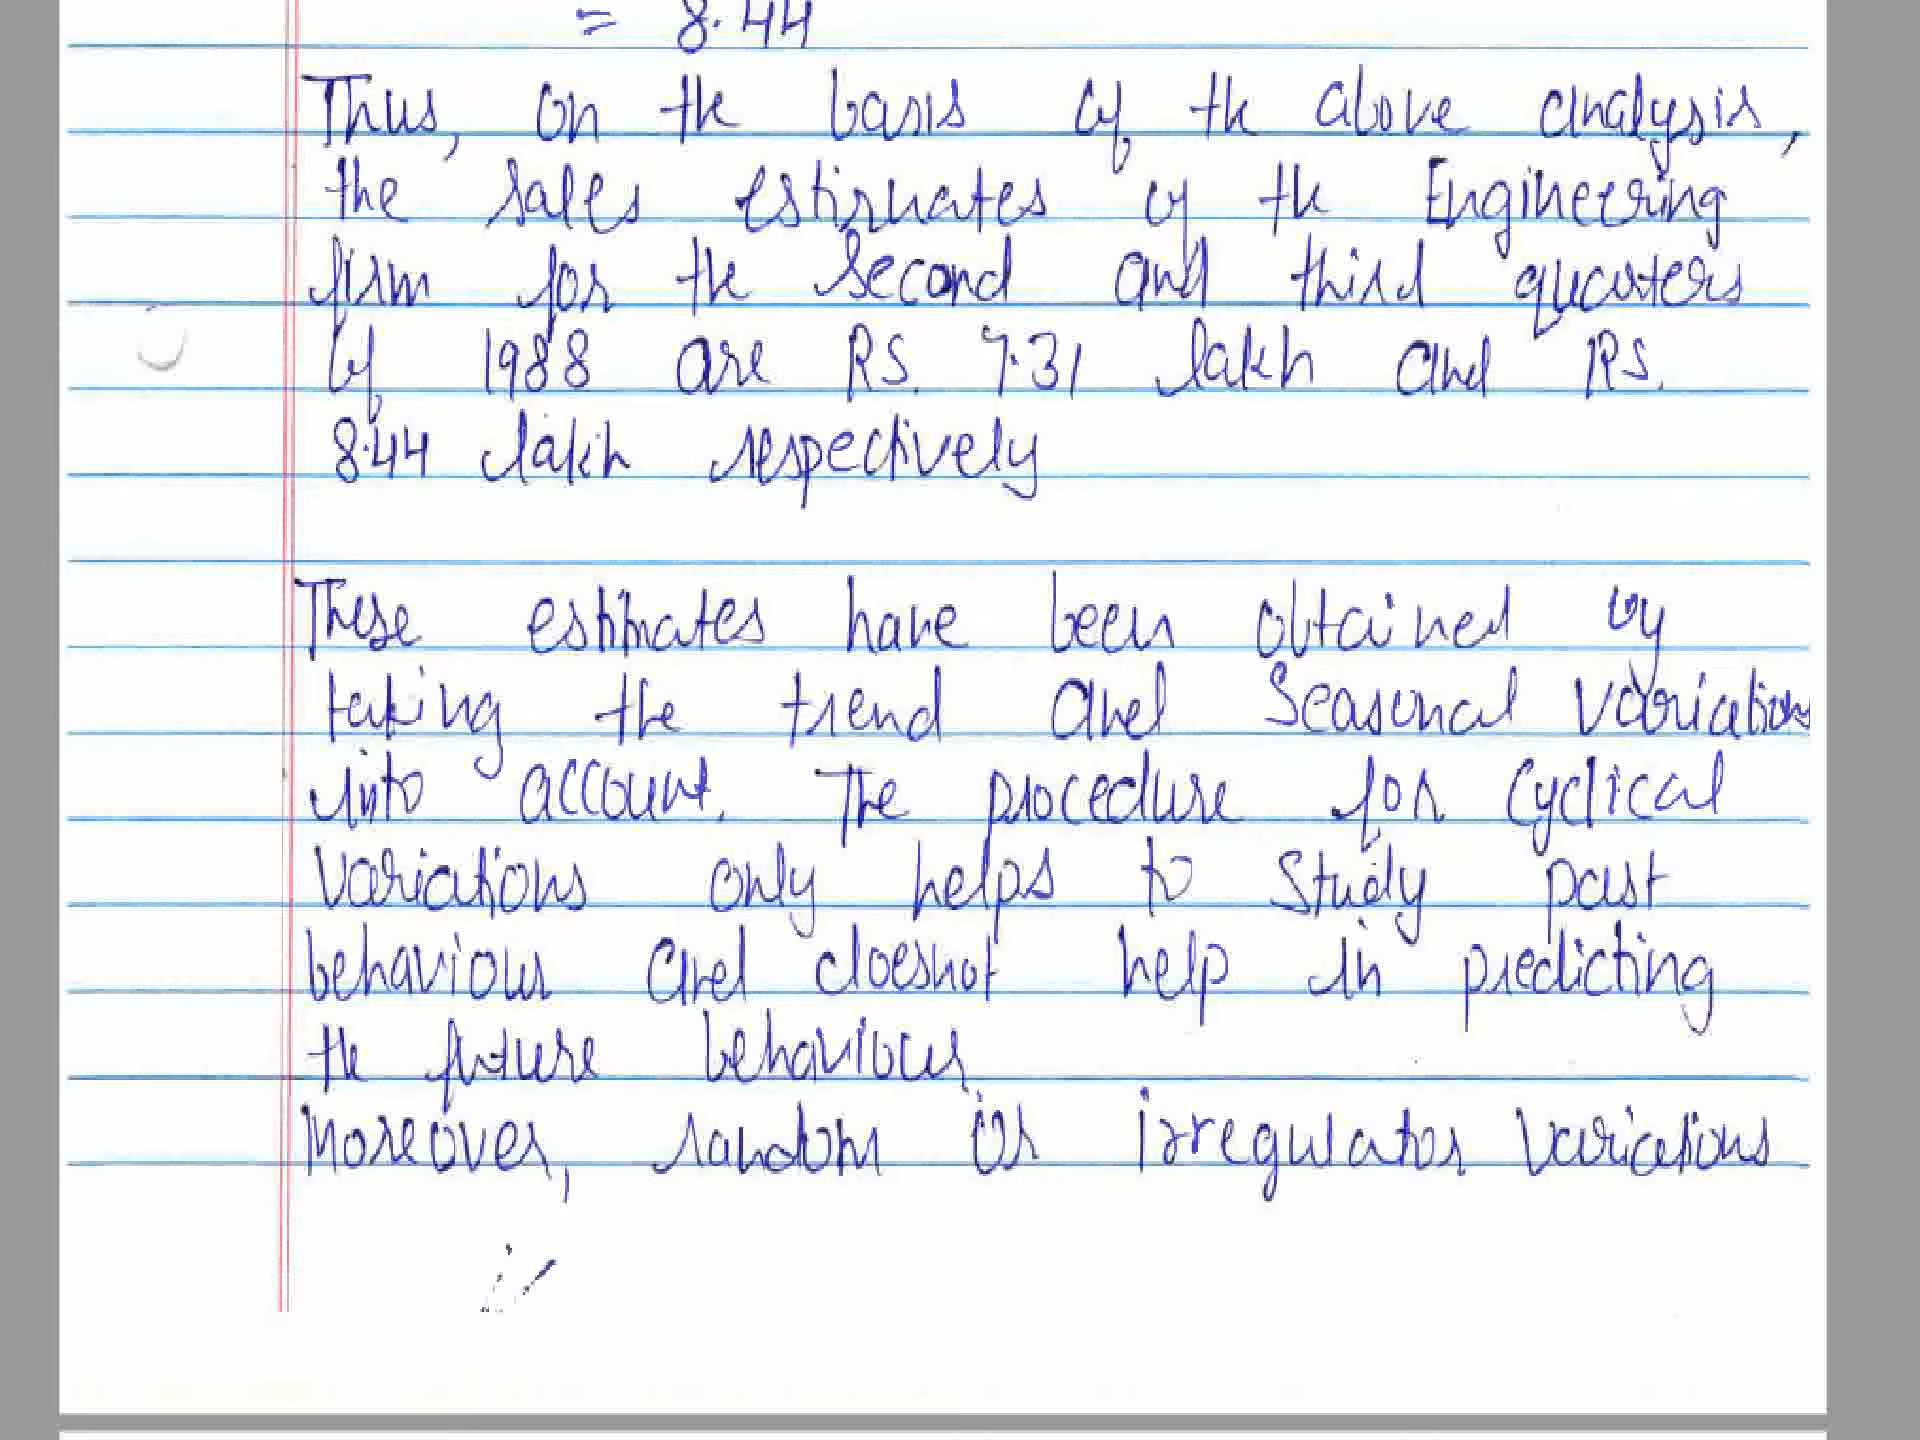 = 8.44
Thus, on the basis of the above analysis,
the sales estimates of the Engineering
firm for the second and third quarters
of 1988 are RS. 7.31 lakh and RS.
8.44 lakh respectively
These estimates have been obtained by
taking the trend and Seasonal variations
into account. The procedure for Cyclical
variations only helps to study past
behaviour and doesnot help in predicting
the future behaviour
Moreover, random or irregulator variations